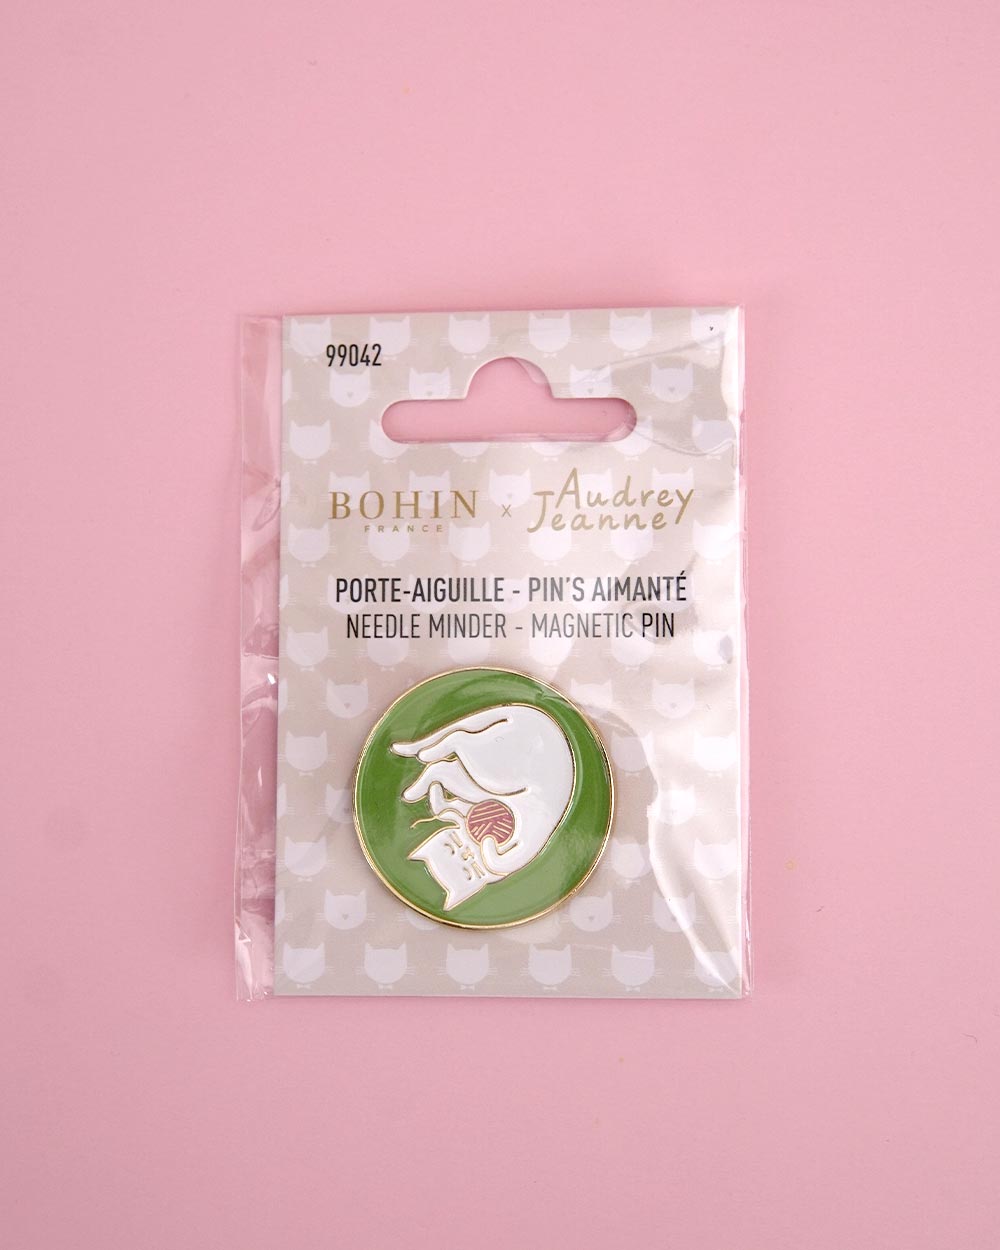 99042
BOHIN x Audrey Jeanne
FRANCE
PORTE-AIGUILLE - PIN'S AIMANTÉ
NEEDLE MINDER - MAGNETIC PIN